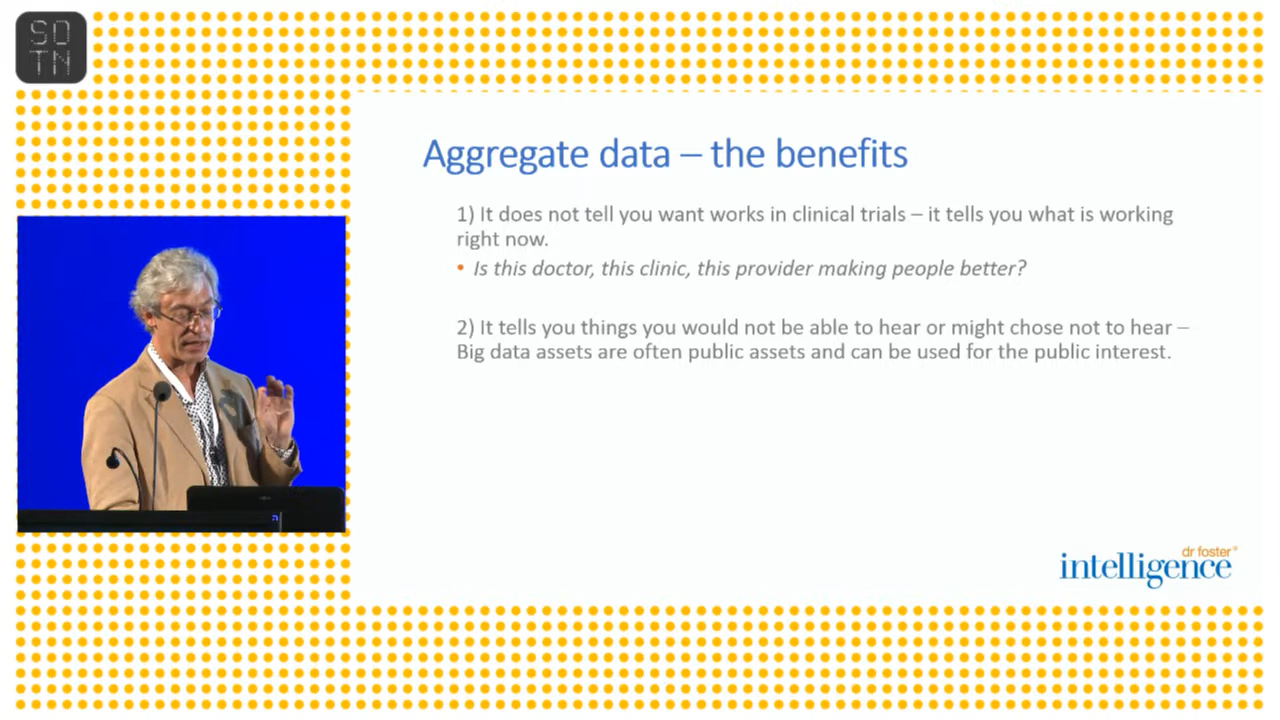 SO
TN
Aggregate data – the benefits
1) It does not tell you want works in clinical trials – it tells you what is working
right now.
• Is this doctor, this clinic, this provider making people better?
2) It tells you things you would not be able to hear or might chose not to hear –
Big data assets are often public assets and can be used for the public interest.
dr foster®
intelligence